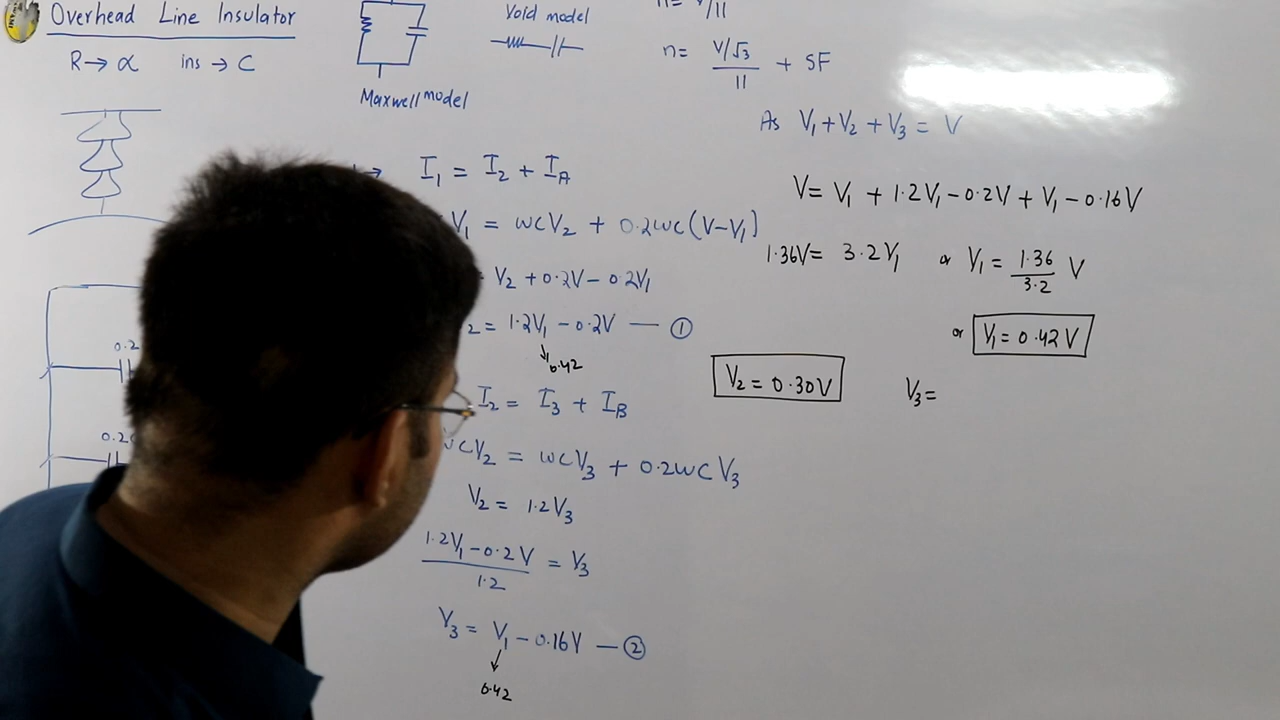 Overhead Line Insulator
R→ α ins → C
Maxwell model
Void model
n= V/√3 / 11 + SF
As V₁+V₂+V₃ = V
I₁ = I₂ + I_A
V₁ = ωCV₂ + 0.2ωC(V-V₁)
V₂ + 0.2V - 0.2V₁
2 = 1.2V₁ - 0.2V — ①
0.42
I₂ = I₃ + I_B
ωCV₂ = ωCV₃ + 0.2ωCV₃
V₂ = 1.2V₃
1.2V₁ - 0.2V / 1.2 = V₃
V₃ = V₁ - 0.16V — ②
0.42
0.2
0.2C
V= V₁ + 1.2V₁ - 0.2V + V₁ - 0.16V
1.36V= 3.2V₁ or V₁ = 1.36 / 3.2 V
or V₁ = 0.42V
V₂ = 0.30V
V₃ =